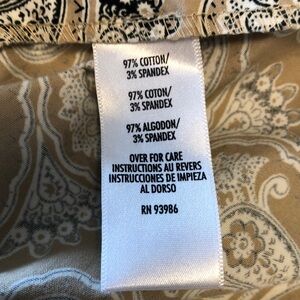 97% COTTON/
3% SPANDEX
97% COTON/
3% SPANDEX
97% ALGODON/
3% SPANDEX
OVER FOR CARE
INSTRUCTIONS AU REVERS
INSTRUCCIONES DE IMPIEZA
AL DORSO
RN 93986